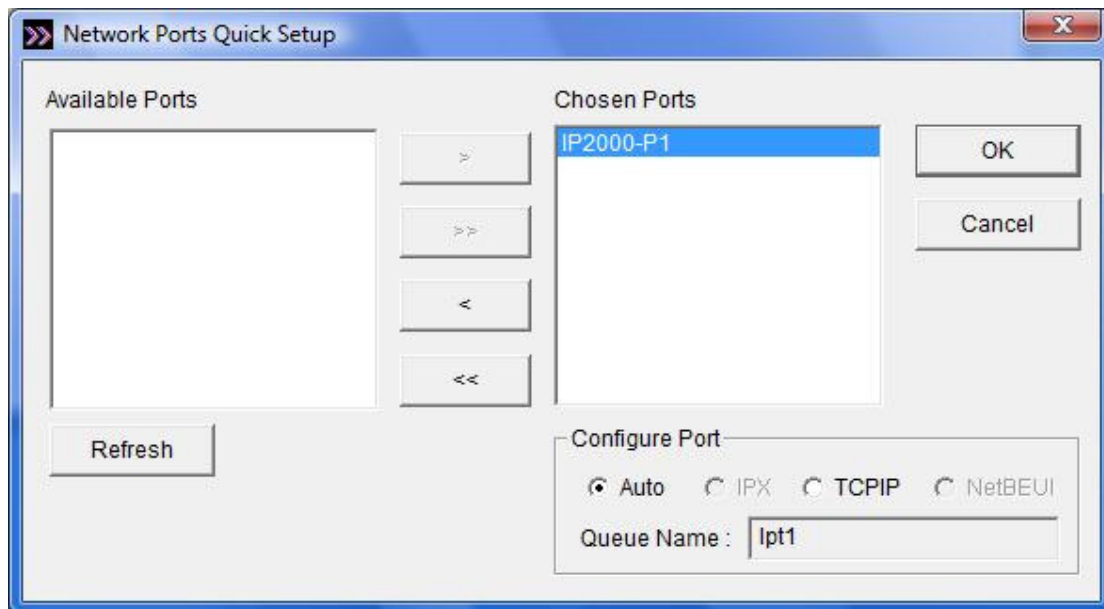 Network Ports Quick Setup
Available Ports
Chosen Ports
IP2000-P1
>
>>
<
<<
OK
Cancel
Refresh
Configure Port
Auto IPX TCPIP NetBEUI
Queue Name : lpt1